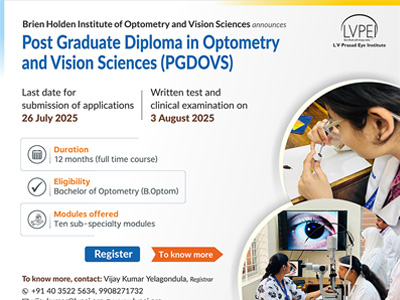 Brien Holden Institute of Optometry and Vision Sciences announces
LVPEI
L V Prasad Eye Institute
Post Graduate Diploma in Optometry
and Vision Sciences (PGDOVS)
Last date for
submission of applications
26 July 2025
Written test and
clinical examination on
3 August 2025
Duration
12 months (full time course)
Eligibility
Bachelor of Optometry (B.Optom)
Modules offered
Ten sub-specialty modules
Register
To know more
To know more, contact: Vijay Kumar Yelagondula, Registrar
+91 40 3522 5634, 9908271732